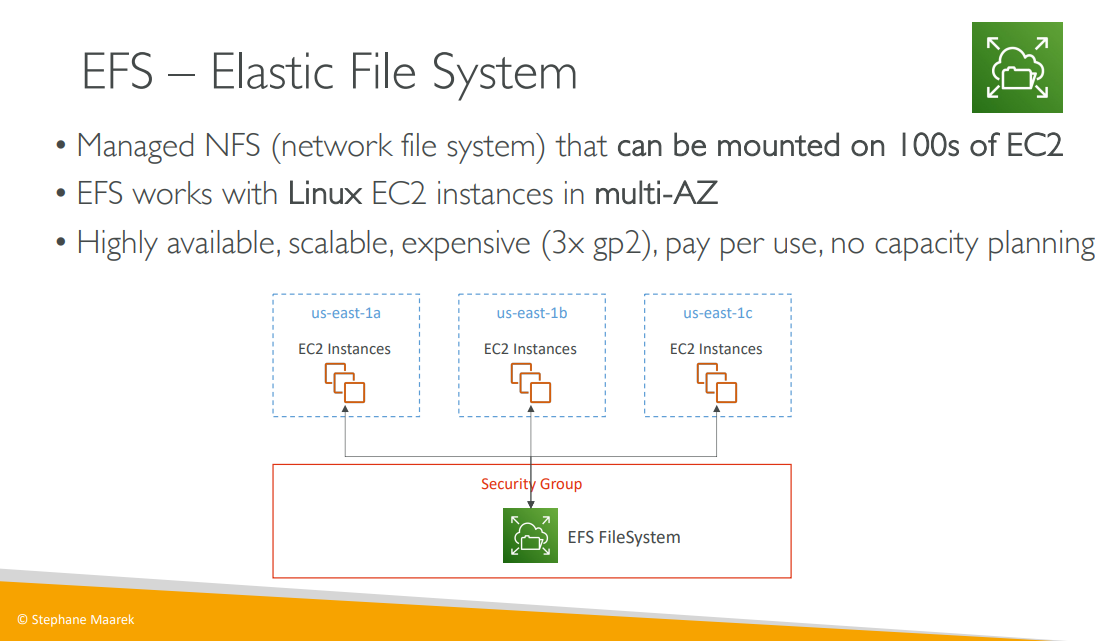 EFS – Elastic File System
• Managed NFS (network file system) that can be mounted on 100s of EC2
• EFS works with Linux EC2 instances in multi-AZ
• Highly available, scalable, expensive (3x gp2), pay per use, no capacity planning
us-east-1a
us-east-1b
us-east-1c
EC2 Instances
EC2 Instances
EC2 Instances
Security Group
EFS FileSystem
© Stephane Maarek